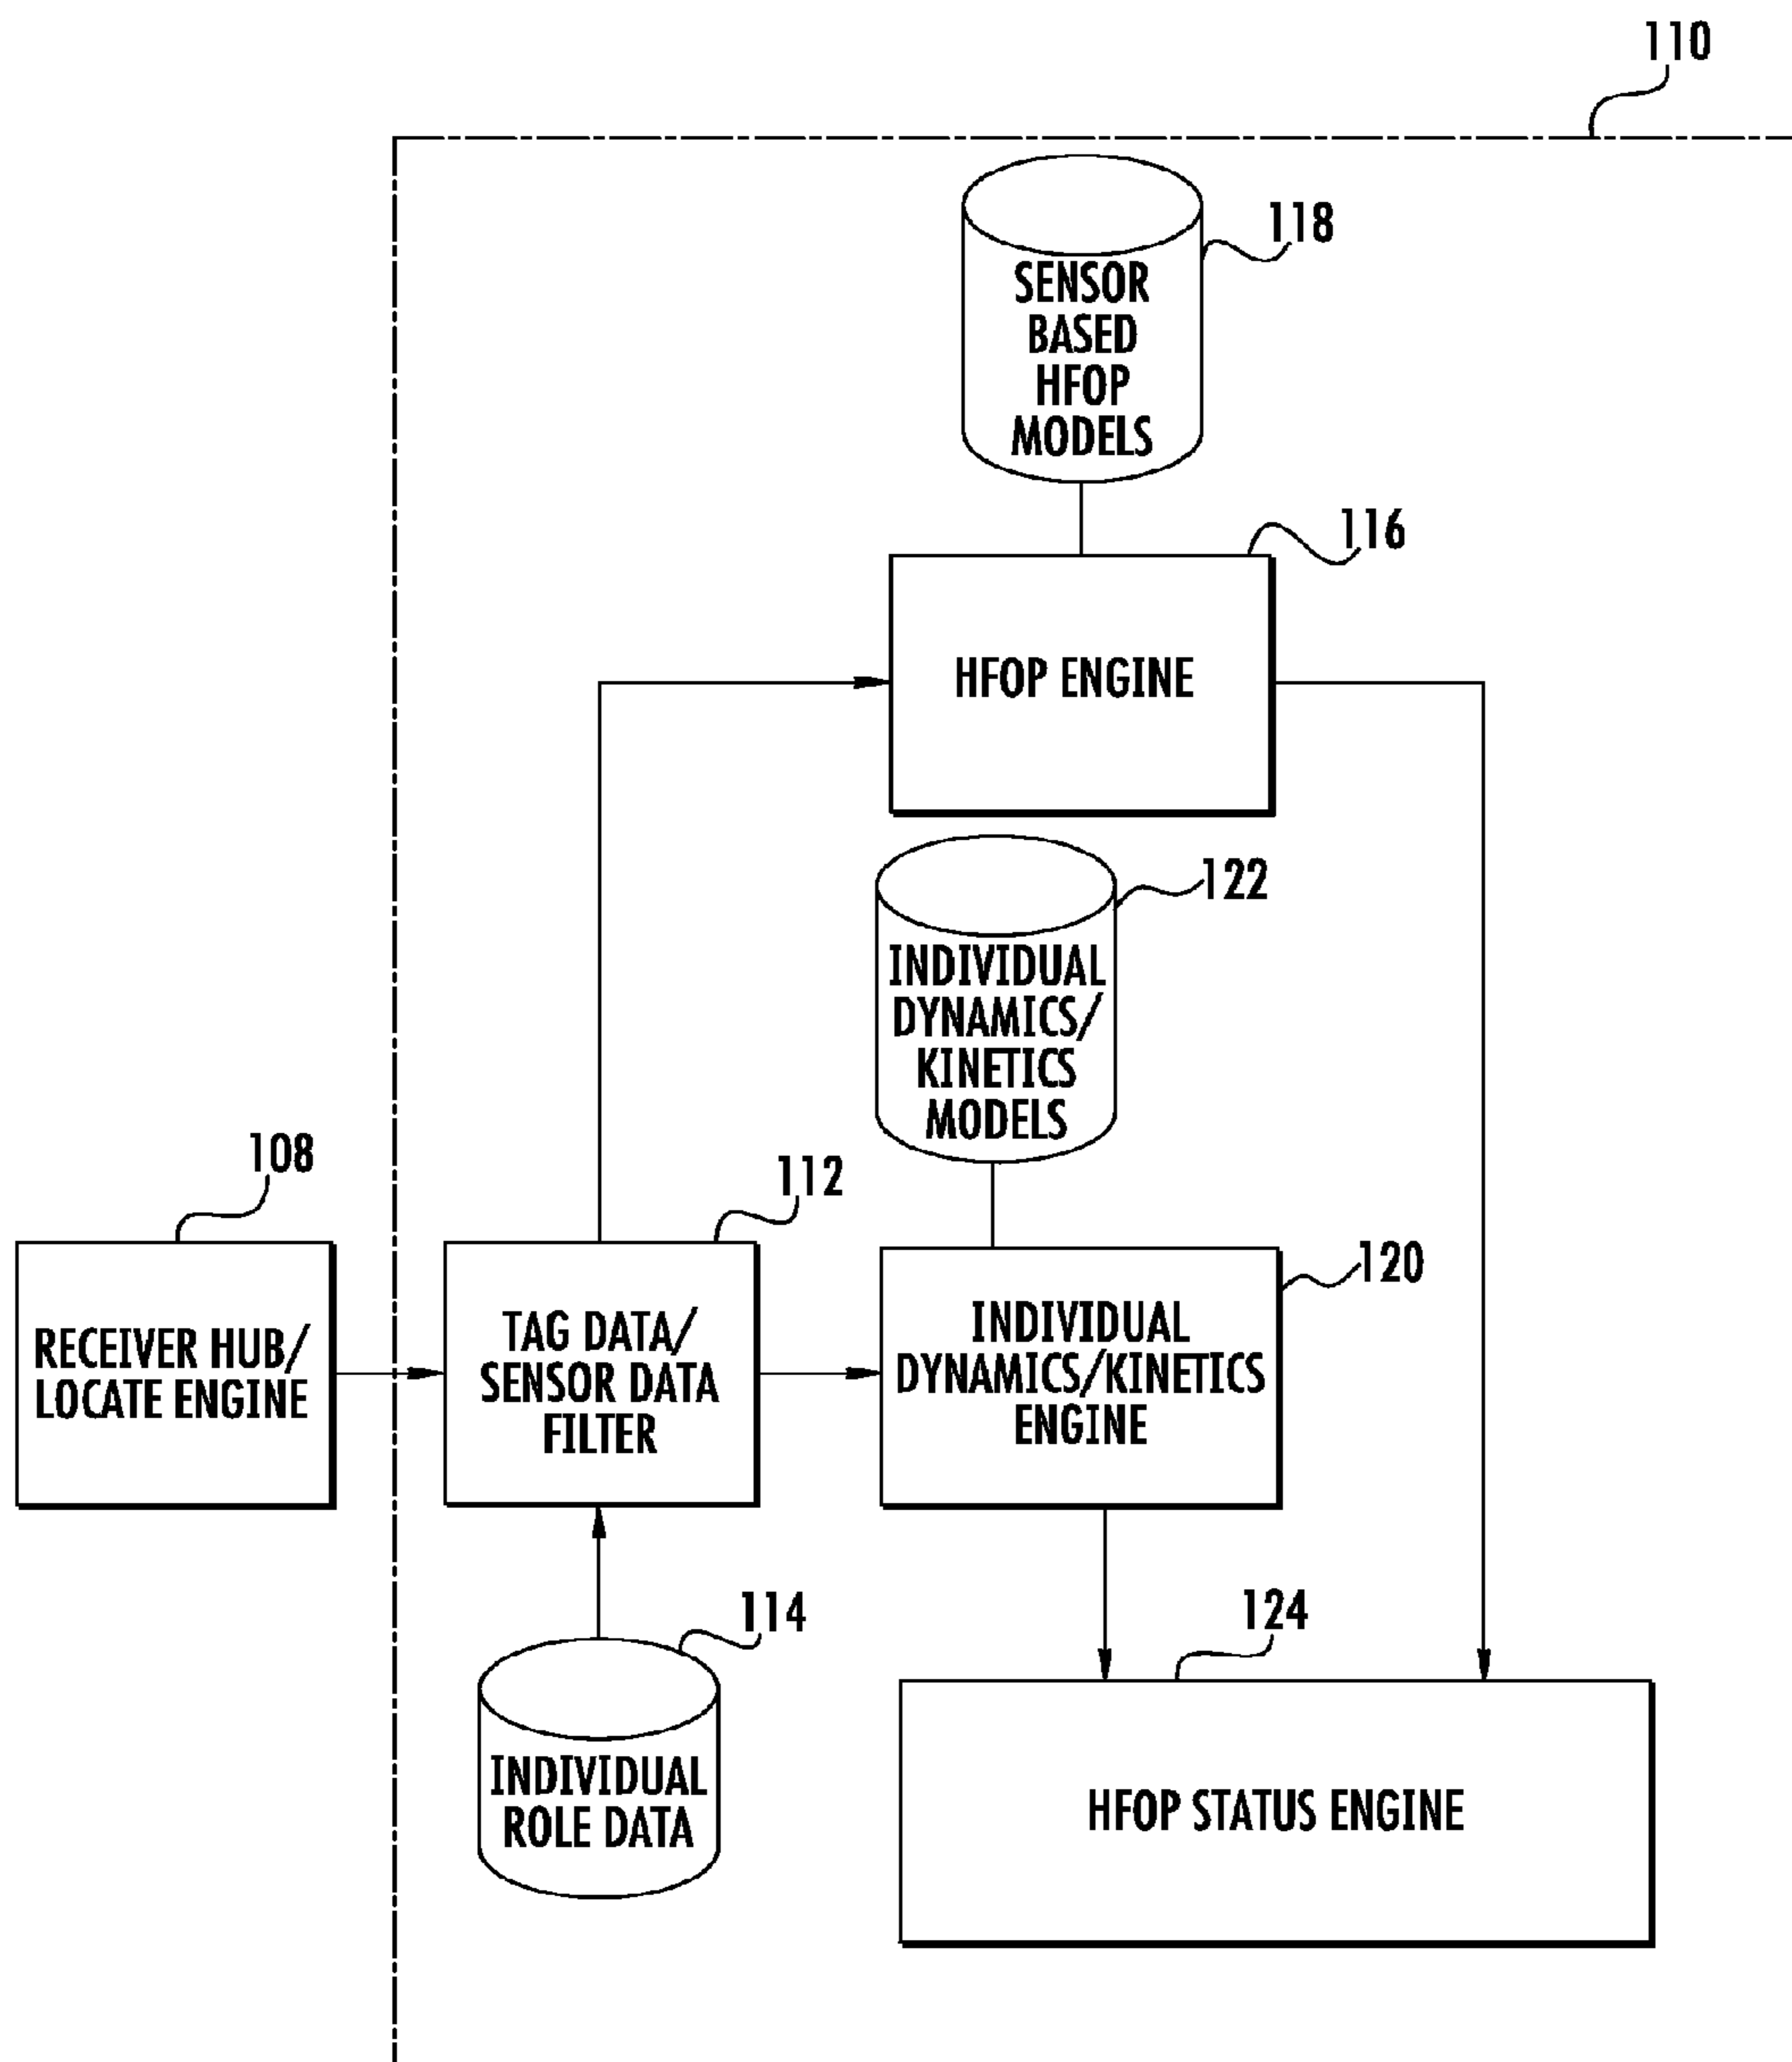 110
118
SENSOR
BASED
HFOP
MODELS
116
HFOP ENGINE
122
INDIVIDUAL
DYNAMICS/
KINETICS
MODELS
108
RECEIVER HUB/
LOCATE ENGINE
112
TAG DATA/
SENSOR DATA
FILTER
120
INDIVIDUAL
DYNAMICS/KINETICS
ENGINE
114
INDIVIDUAL
ROLE DATA
124
HFOP STATUS ENGINE